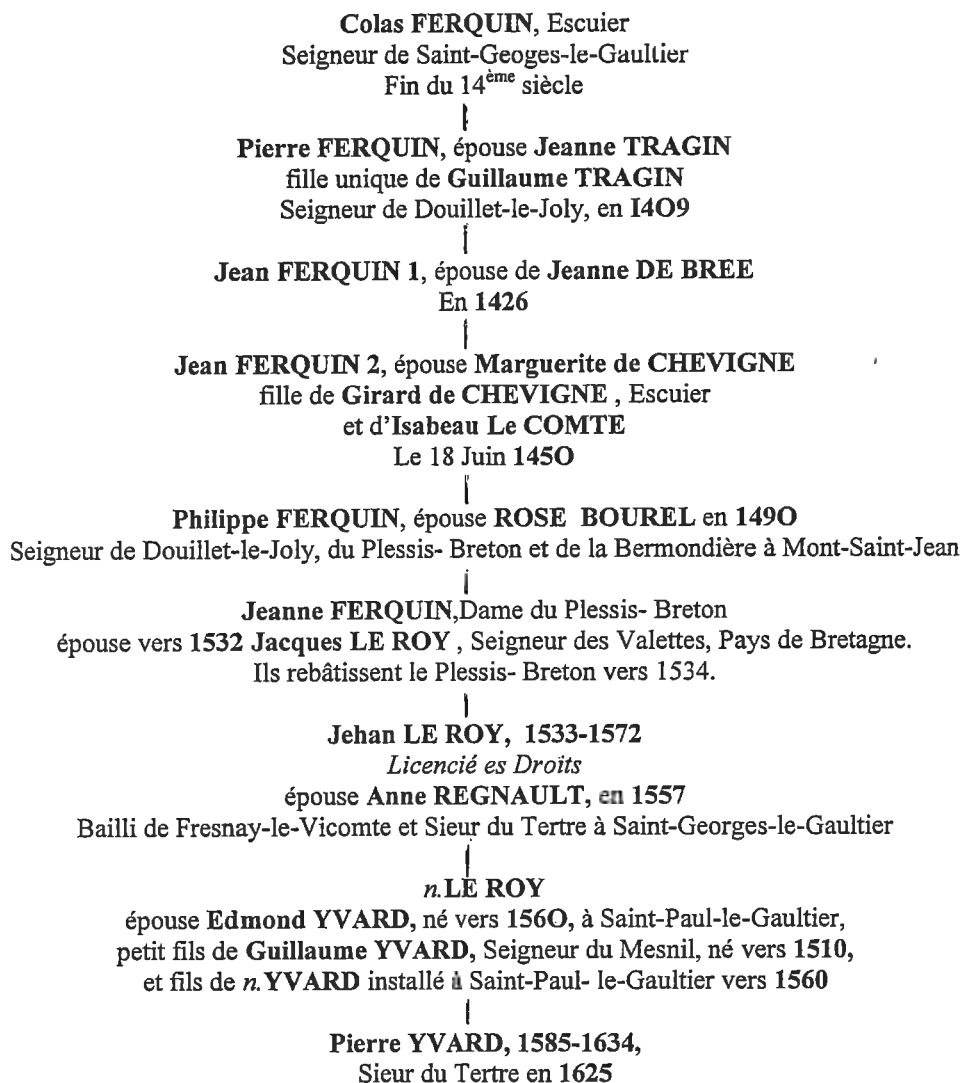 Colas FERQUIN, Escuier
Seigneur de Saint-Geoges-le-Gaultier
Fin du 14ème siècle
Pierre FERQUIN, épouse Jeanne TRAGIN
fille unique de Guillaume TRAGIN
Seigneur de Douillet-le-Joly, en I4O9
Jean FERQUIN 1, épouse de Jeanne DE BREE
En 1426
Jean FERQUIN 2, épouse Marguerite de CHEVIGNE
fille de Girard de CHEVIGNE , Escuier
et d'Isabeau Le COMTE
Le 18 Juin 145O
Philippe FERQUIN, épouse ROSE BOUREL en 149O
Seigneur de Douillet-le-Joly, du Plessis- Breton et de la Bermondière à Mont-Saint-Jean
Jeanne FERQUIN,Dame du Plessis- Breton
épouse vers 1532 Jacques LE ROY , Seigneur des Valettes, Pays de Bretagne.
Ils rebâtissent le Plessis- Breton vers 1534.
Jehan LE ROY, 1533-1572
Licencié es Droits
épouse Anne REGNAULT, en 1557
Bailli de Fresnay-le-Vicomte et Sieur du Tertre à Saint-Georges-le-Gaultier
n.LE ROY
épouse Edmond YVARD, né vers 156O, à Saint-Paul-le-Gaultier,
petit fils de Guillaume YVARD, Seigneur du Mesnil, né vers 1510,
et fils de n.YVARD installé à Saint-Paul- le-Gaultier vers 1560
Pierre YVARD, 1585-1634,
Sieur du Tertre en 1625